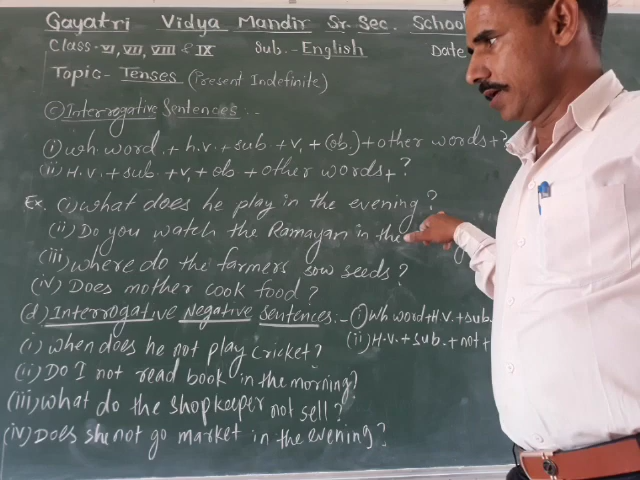 Gayatri Vidya Mandir Sr. Sec. School
Class-VI, VII, VIII & IX Sub.- English Date
Topic- Tenses (Present Indefinite)
(c) Interrogative Sentences:-
(i) wh. word + h.v. + sub. + v₁ + (ob.) + other words + ?
(ii) H.V. + sub. + v₁ + ob + other words + ?
Ex. (i) what does he play in the evening?
(ii) Do you watch the Ramayan in the
(iii) where do the farmers sow seeds?
(iv) Does mother cook food?
(d) Interrogative Negative Sentences.- (i) Wh word + H.V. + sub.
(ii) H.V. + sub. + not +
(i) when does he not play cricket?
(ii) Do I not read book in the morning?
(iii) what do the shopkeeper not sell?
(iv) Does she not go market in the evening?